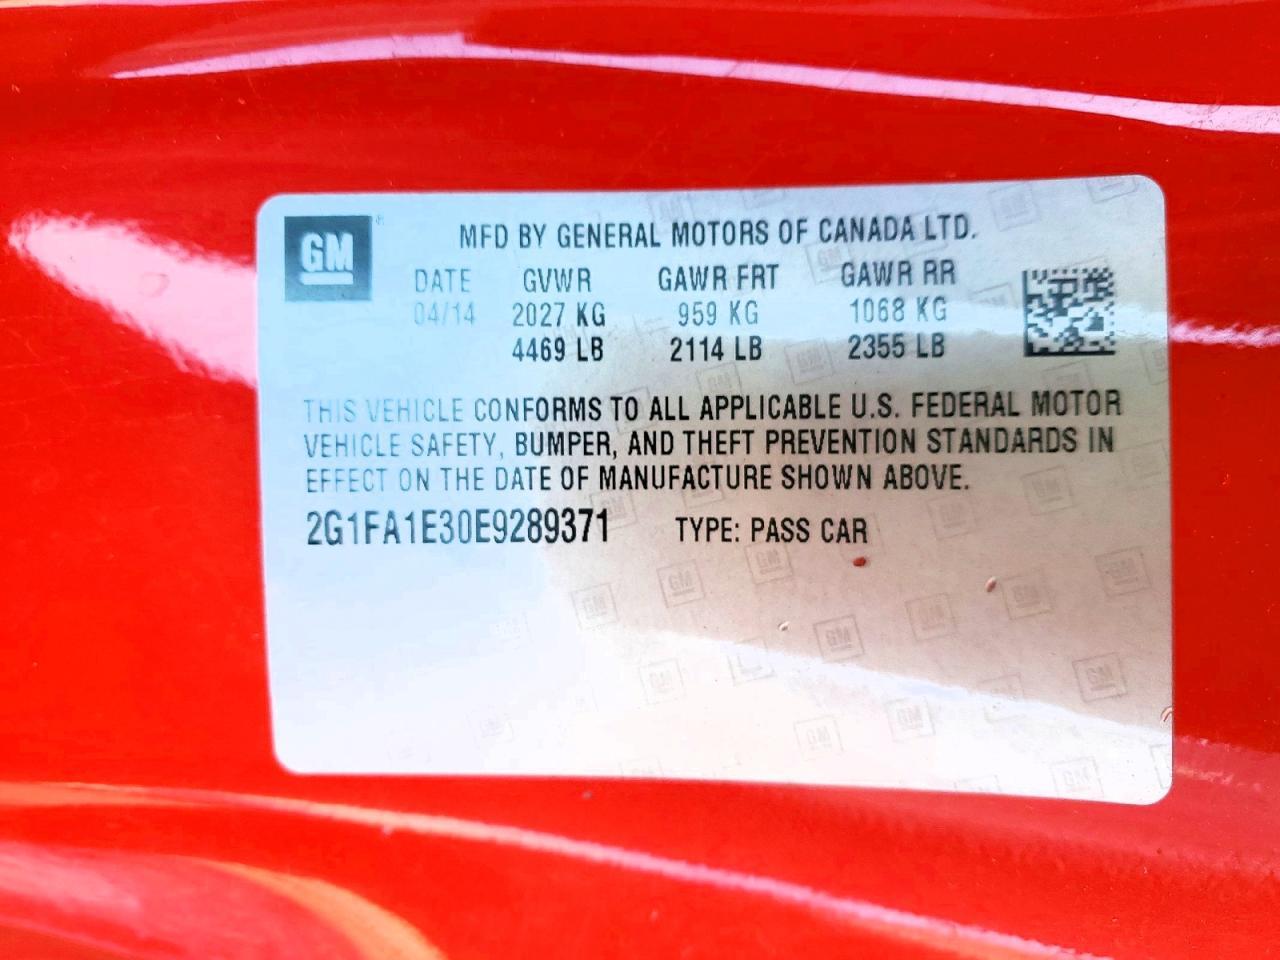 GM
MFD BY GENERAL MOTORS OF CANADA LTD.
DATE GVWR GAWR FRT GAWR RR
04/14 2027 KG 959 KG 1068 KG
4469 LB 2114 LB 2355 LB
THIS VEHICLE CONFORMS TO ALL APPLICABLE U.S. FEDERAL MOTOR
VEHICLE SAFETY, BUMPER, AND THEFT PREVENTION STANDARDS IN
EFFECT ON THE DATE OF MANUFACTURE SHOWN ABOVE.
2G1FA1E30E9289371 TYPE: PASS CAR